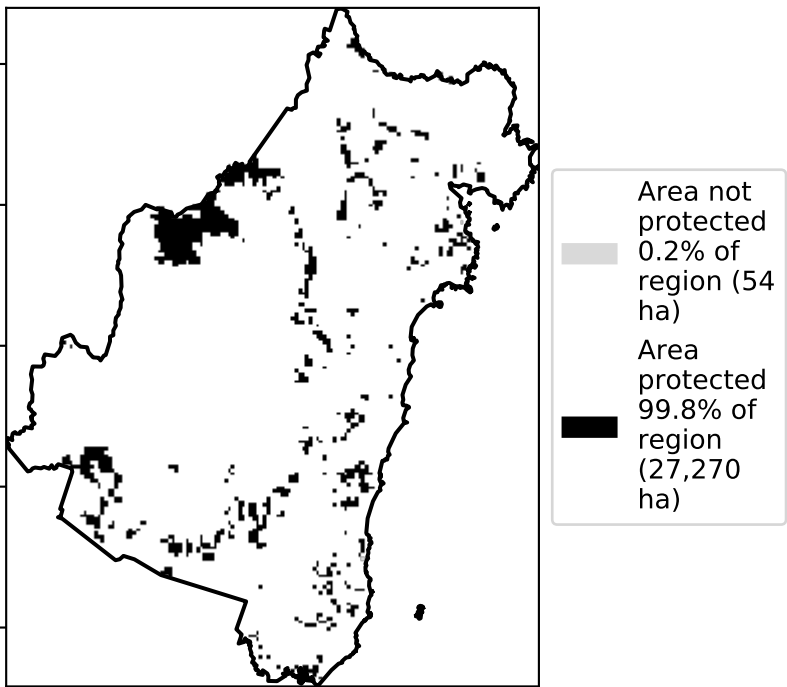 Area not
protected
0.2% of
region (54
ha)
Area
protected
99.8% of
region
(27,270
ha)